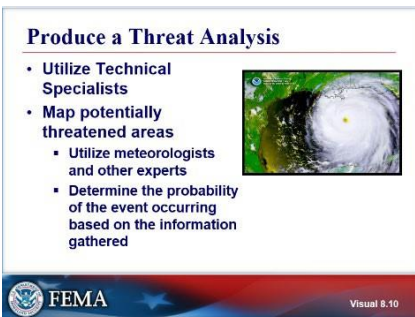 Produce a Threat Analysis
• Utilize Technical
Specialists
• Map potentially
threatened areas
▪ Utilize meteorologists
and other experts
▪ Determine the probability
of the event occurring
based on the information
gathered
FEMA
Visual 8.10